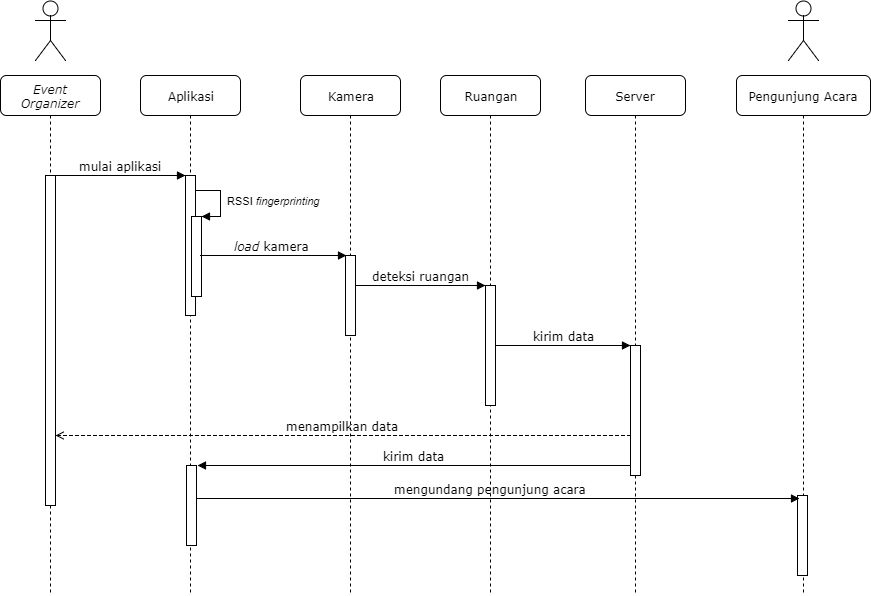 Event
Organizer
Aplikasi
Kamera
Ruangan
Server
Pengunjung Acara
mulai aplikasi
RSSI fingerprinting
load kamera
deteksi ruangan
kirim data
menampilkan data
kirim data
mengundang pengunjung acara